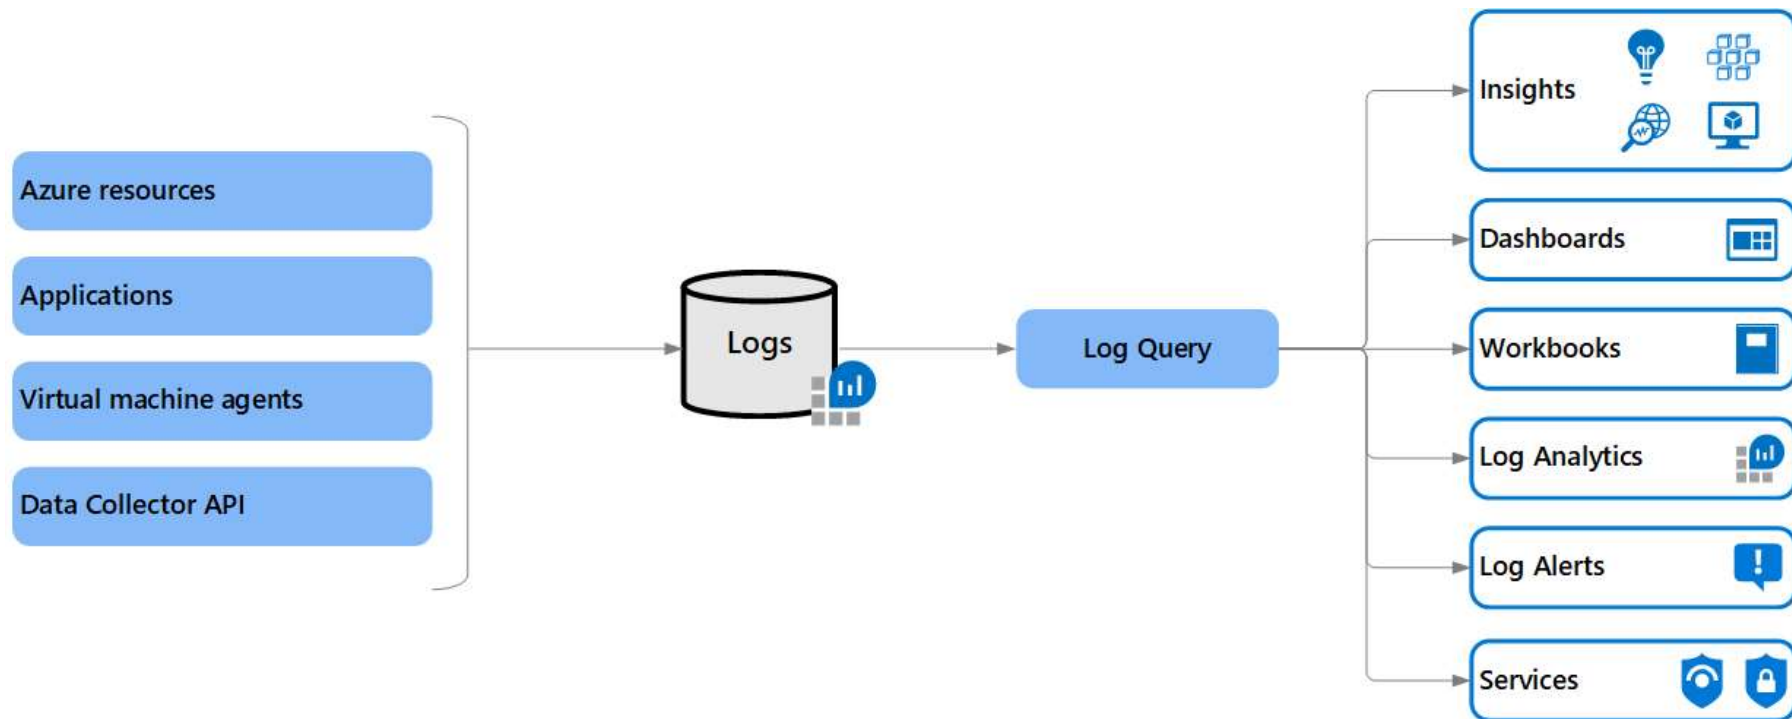 Azure resources
Applications
Virtual machine agents
Data Collector API
Logs
Log Query
Insights
Dashboards
Workbooks
Log Analytics
Log Alerts
Services